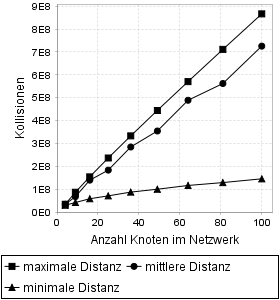 9E8
8E8
7E8
6E8
5E8
4E8
3E8
2E8
1E8
0E0
Kollisionen
0 20 40 60 80 100
Anzahl Knoten im Netzwerk
maximale Distanz mittlere Distanz
minimale Distanz